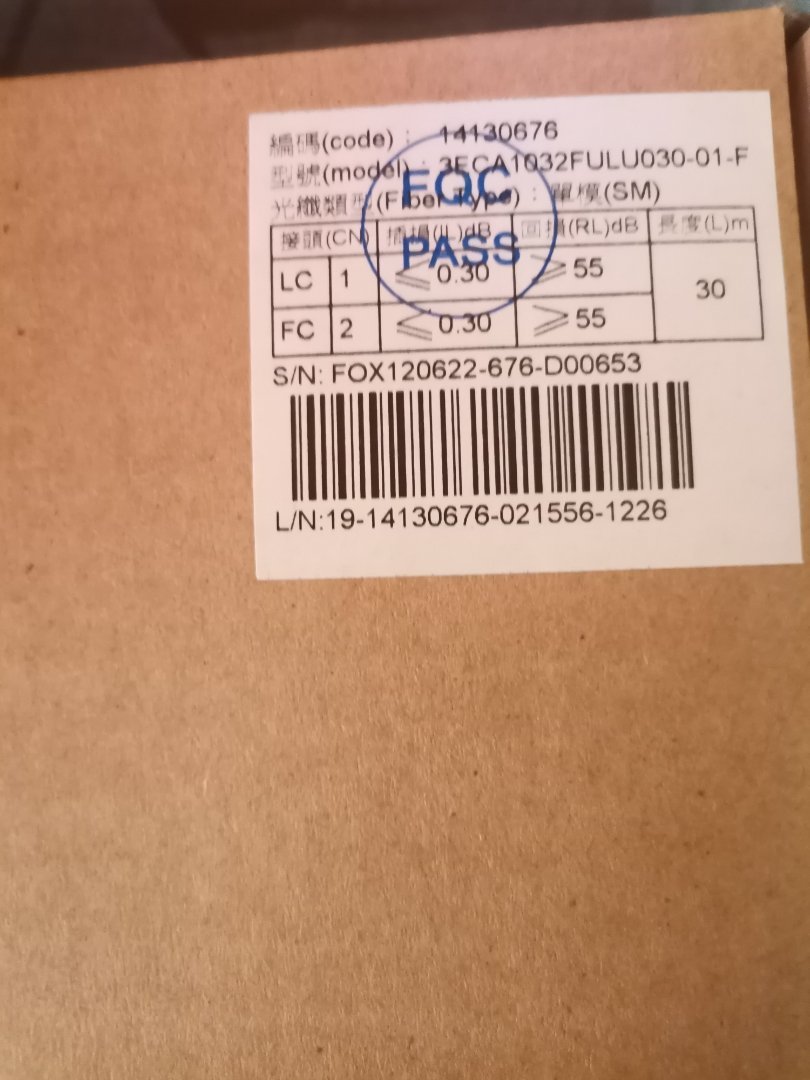 編碼(code) : 14130676
型號(model) : 3ECA1032FULU030-01-F
光纖類型(Fiber Type) : 單模(SM)
FQC
PASS
接頭(CN) 插損(IL)dB 回損(RL)dB 長度(L)m
LC 1 ≤ 0.30 ≥ 55 30
FC 2 ≤ 0.30 ≥ 55
S/N: FOX120622-676-D00653
L/N:19-14130676-021556-1226